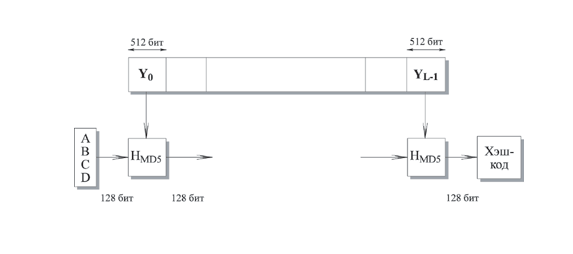 512 бит
512 бит
Y0
YL-1
A
B
C
D
HMD5
HMD5
Хэш-
код
128 бит
128 бит
128 бит